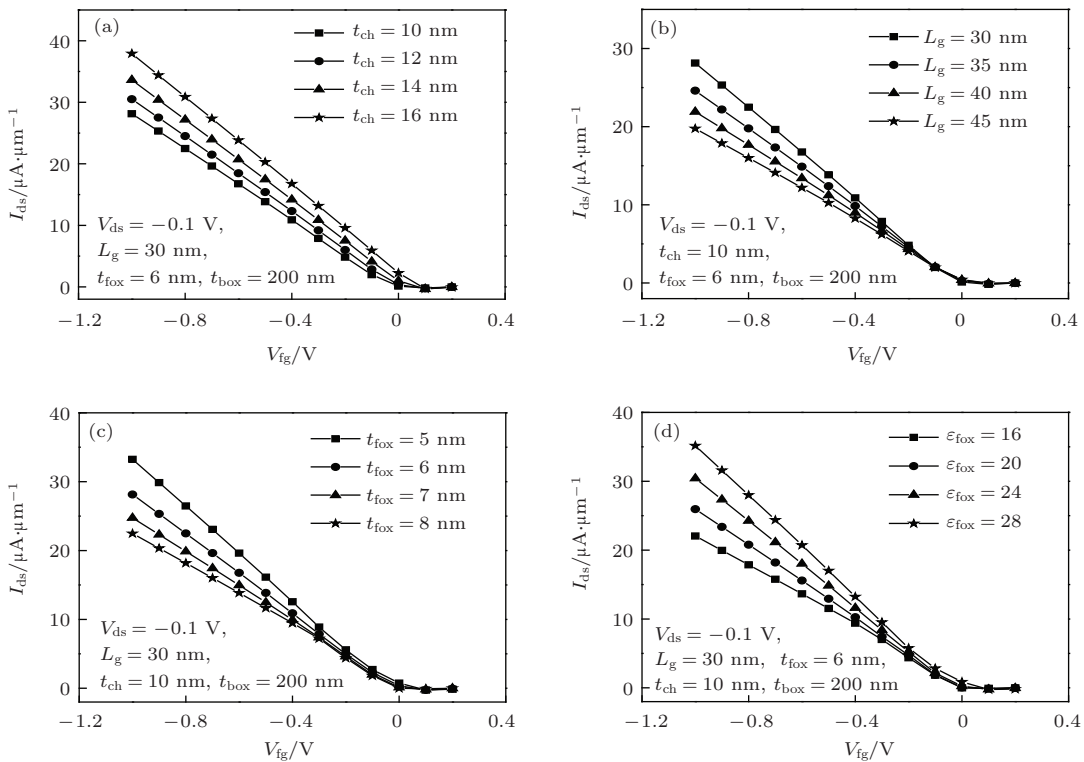 (a)
t_ch = 10 nm
t_ch = 12 nm
t_ch = 14 nm
t_ch = 16 nm
V_ds = −0.1 V,
L_g = 30 nm,
t_fox = 6 nm, t_box = 200 nm
I_ds/μA·μm⁻¹
40
30
20
10
0
−1.2
−0.8
−0.4
0
0.4
V_fg/V
(b)
L_g = 30 nm
L_g = 35 nm
L_g = 40 nm
L_g = 45 nm
V_ds = −0.1 V,
t_ch = 10 nm,
t_fox = 6 nm, t_box = 200 nm
I_ds/μA·μm⁻¹
30
20
10
0
−1.2
−0.8
−0.4
0
0.4
V_fg/V
(c)
t_fox = 5 nm
t_fox = 6 nm
t_fox = 7 nm
t_fox = 8 nm
V_ds = −0.1 V,
L_g = 30 nm,
t_ch = 10 nm, t_box = 200 nm
I_ds/μA·μm⁻¹
40
30
20
10
0
−1.2
−0.8
−0.4
0
0.4
V_fg/V
(d)
ε_fox = 16
ε_fox = 20
ε_fox = 24
ε_fox = 28
V_ds = −0.1 V,
L_g = 30 nm, t_fox = 6 nm,
t_ch = 10 nm, t_box = 200 nm
I_ds/μA·μm⁻¹
40
30
20
10
0
−1.2
−0.8
−0.4
0
0.4
V_fg/V